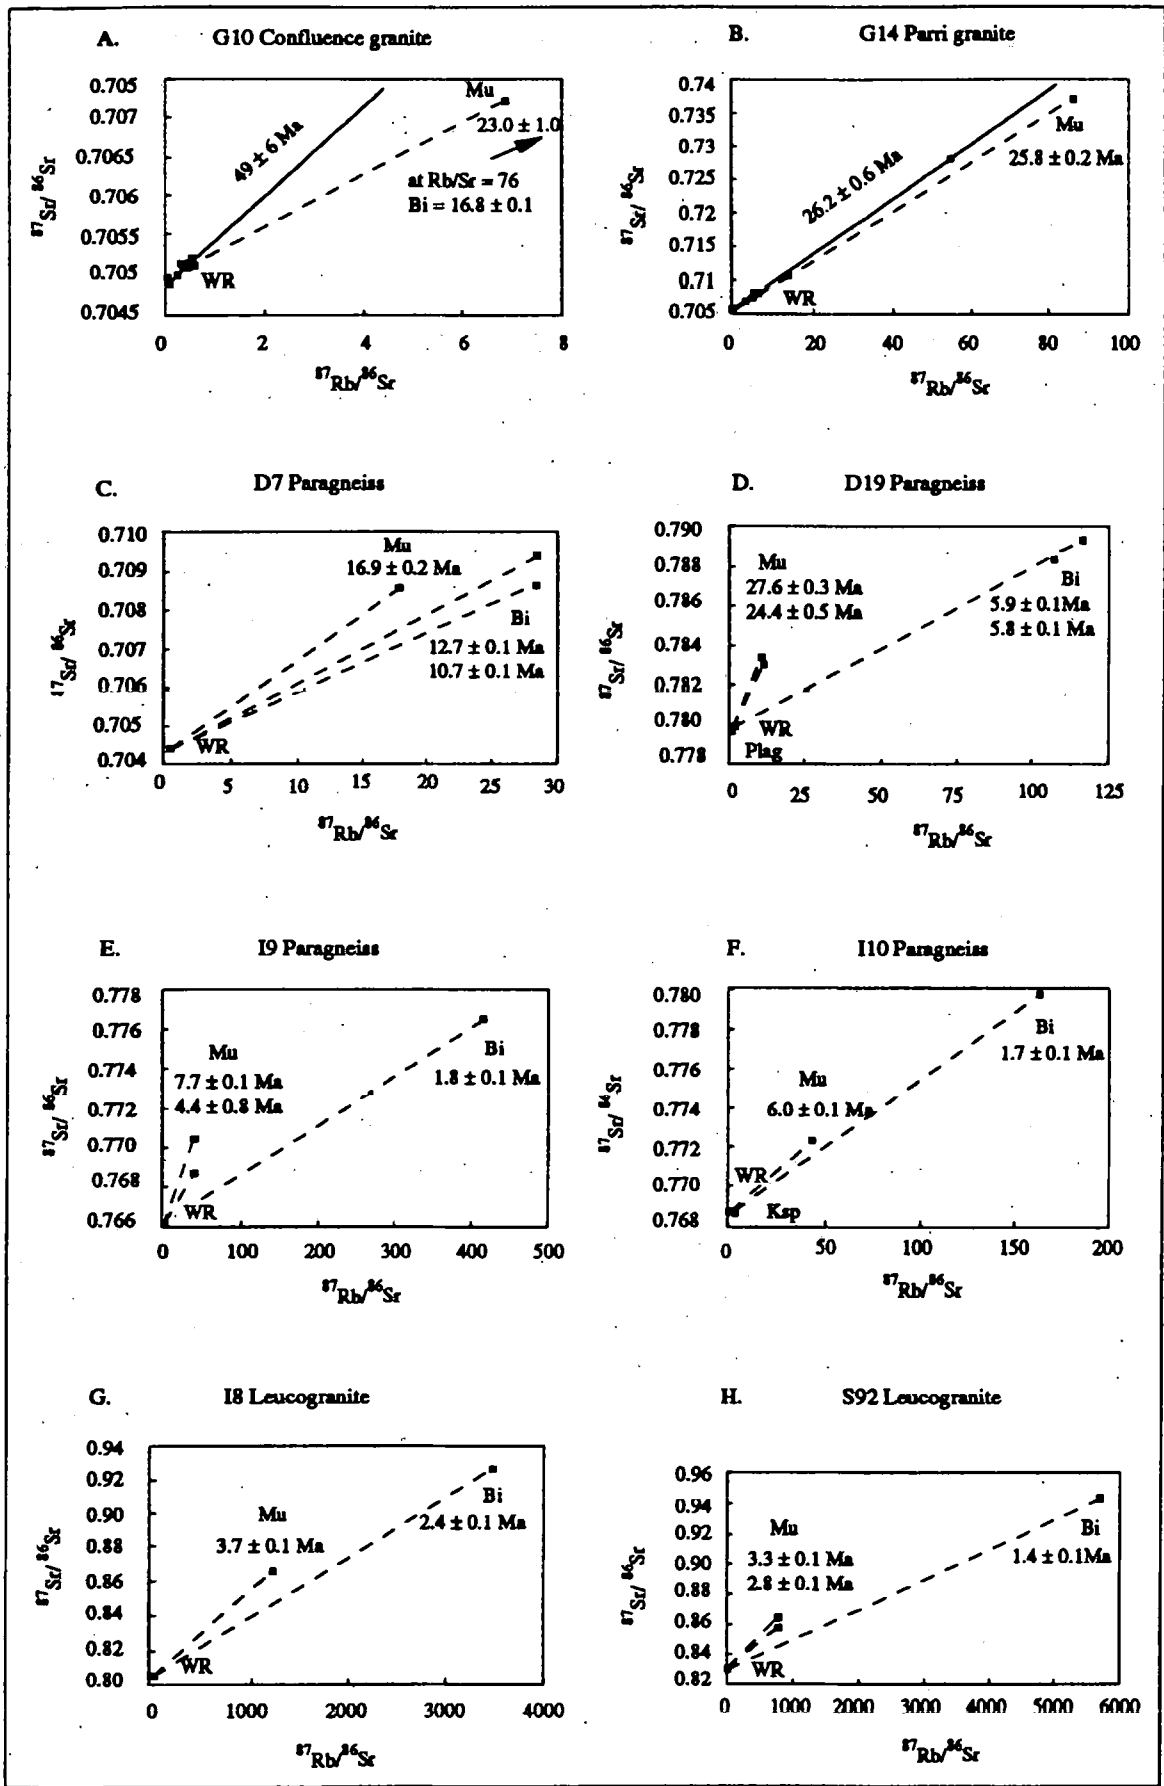 A. G10 Confluence granite
0.705
0.707
0.7065
0.706
0.7055
0.705
0.7045
87Sr/ 86Sr
49 ± 6 Ma
Mu
23.0 ± 1.0
at Rb/Sr = 76
Bi = 16.8 ± 0.1
WR
0 2 4 6 8
87Rb/86Sr
B. G14 Parri granite
0.74
0.735
0.73
0.725
0.72
0.715
0.71
0.705
87Sr/ 86Sr
26.2 ± 0.6 Ma
Mu
25.8 ± 0.2 Ma
WR
0 20 40 60 80 100
87Rb/86Sr
C. D7 Paragneiss
0.710
0.709
0.708
0.707
0.706
0.705
0.704
87Sr/ 86Sr
Mu
16.9 ± 0.2 Ma
Bi
12.7 ± 0.1 Ma
10.7 ± 0.1 Ma
WR
0 5 10 15 20 25 30
87Rb/86Sr
D. D19 Paragneiss
0.790
0.788
0.786
0.784
0.782
0.780
0.778
87Sr/ 86Sr
Mu
27.6 ± 0.3 Ma
24.4 ± 0.5 Ma
Bi
5.9 ± 0.1Ma
5.8 ± 0.1 Ma
WR
Plag
0 25 50 75 100 125
87Rb/86Sr
E. I9 Paragneiss
0.778
0.776
0.774
0.772
0.770
0.768
0.766
87Sr/ 86Sr
Mu
7.7 ± 0.1 Ma
4.4 ± 0.8 Ma
Bi
1.8 ± 0.1 Ma
WR
0 100 200 300 400 500
87Rb/86Sr
F. I10 Paragneiss
0.780
0.778
0.776
0.774
0.772
0.770
0.768
87Sr/ 86Sr
Bi
1.7 ± 0.1 Ma
Mu
6.0 ± 0.1 Ma
WR
Ksp
0 50 100 150 200
87Rb/86Sr
G. I8 Leucogranite
0.94
0.92
0.90
0.88
0.86
0.84
0.82
0.80
87Sr/ 86Sr
Mu
3.7 ± 0.1 Ma
Bi
2.4 ± 0.1 Ma
WR
0 1000 2000 3000 4000
87Rb/86Sr
H. S92 Leucogranite
0.96
0.94
0.92
0.90
0.88
0.86
0.84
0.82
87Sr/ 86Sr
Mu
3.3 ± 0.1 Ma
2.8 ± 0.1 Ma
Bi
1.4 ± 0.1Ma
WR
0 1000 2000 3000 4000 5000 6000
87Rb/86Sr